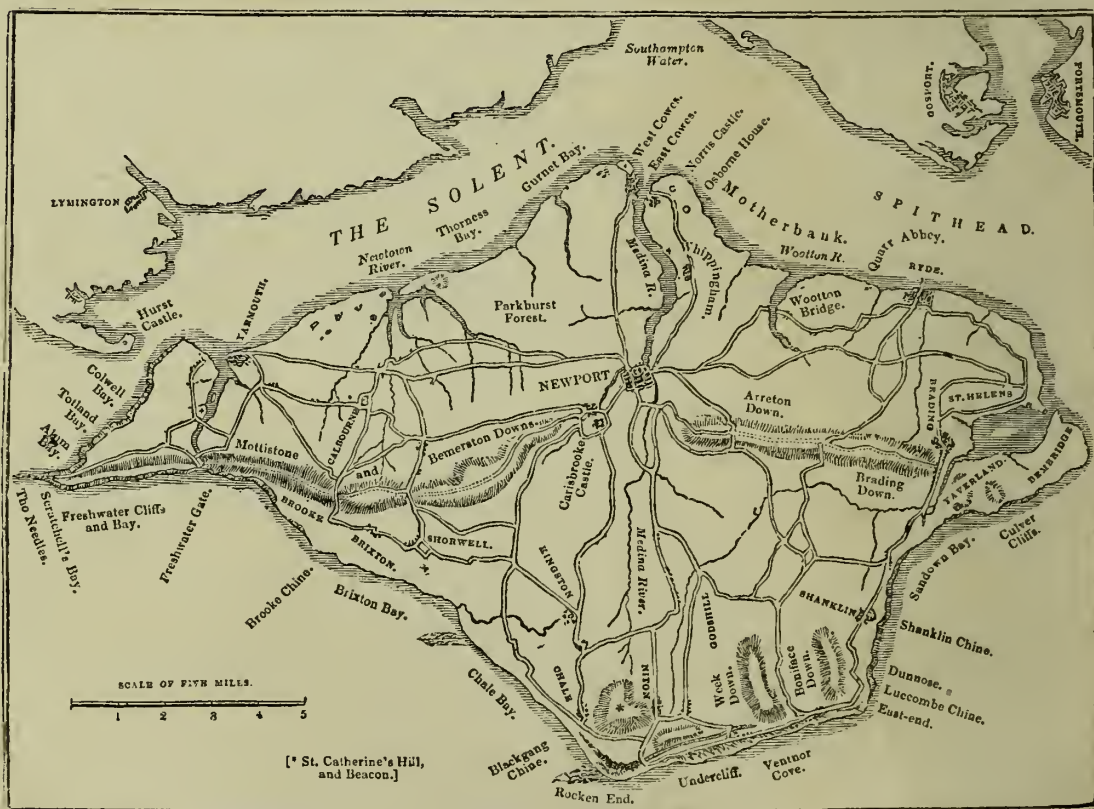 Southampton
Water.
GOSPORT.
PORTSMOUTH.
LYMINGTON
THE SOLENT.
SPITHEAD.
Motherbank.
West Cowes.
East Cowes.
Norris Castle.
Osborne House.
Gurnet Bay.
Thorness
Bay.
Newtown
River.
Medina R.
Whippingham.
Wootton R.
Quarr Abbey.
RYDE.
Hurst
Castle.
YARMOUTH.
Parkhurst
Forest.
Wootton
Bridge.
Colwell
Bay.
Totland
Bay.
Alum
Bay.
NEWPORT
Arreton
Down.
BRADING
ST. HELENS
BEMBRIDGE
Mottistone
and
Bemerston Downs.
CALBOURNE
Carisbrooke
Castle.
Brading
Down.
YAVERLAND.
Culver
Cliffs.
Sandown Bay.
The Needles.
Scratchell's Bay.
Freshwater Cliffs
and Bay.
Freshwater Gate.
BROOKE
BRIXTON.
SHORWELL.
Brooke Chine.
Brixton Bay.
KINGSTON
Medina River.
GODSHILL
SHANKLIN
Shanklin Chine.
Week
Down.
Boniface
Down.
Dunnose.
Luccombe Chine.
East-end.
CHALE
NITON
Chale Bay.
Blackgang
Chine.
Rocken End.
Undercliff.
Ventnor
Cove.
SCALE OF FIVE MILES.
1 2 3 4 5
[* St. Catherine's Hill,
and Beacon.]
*